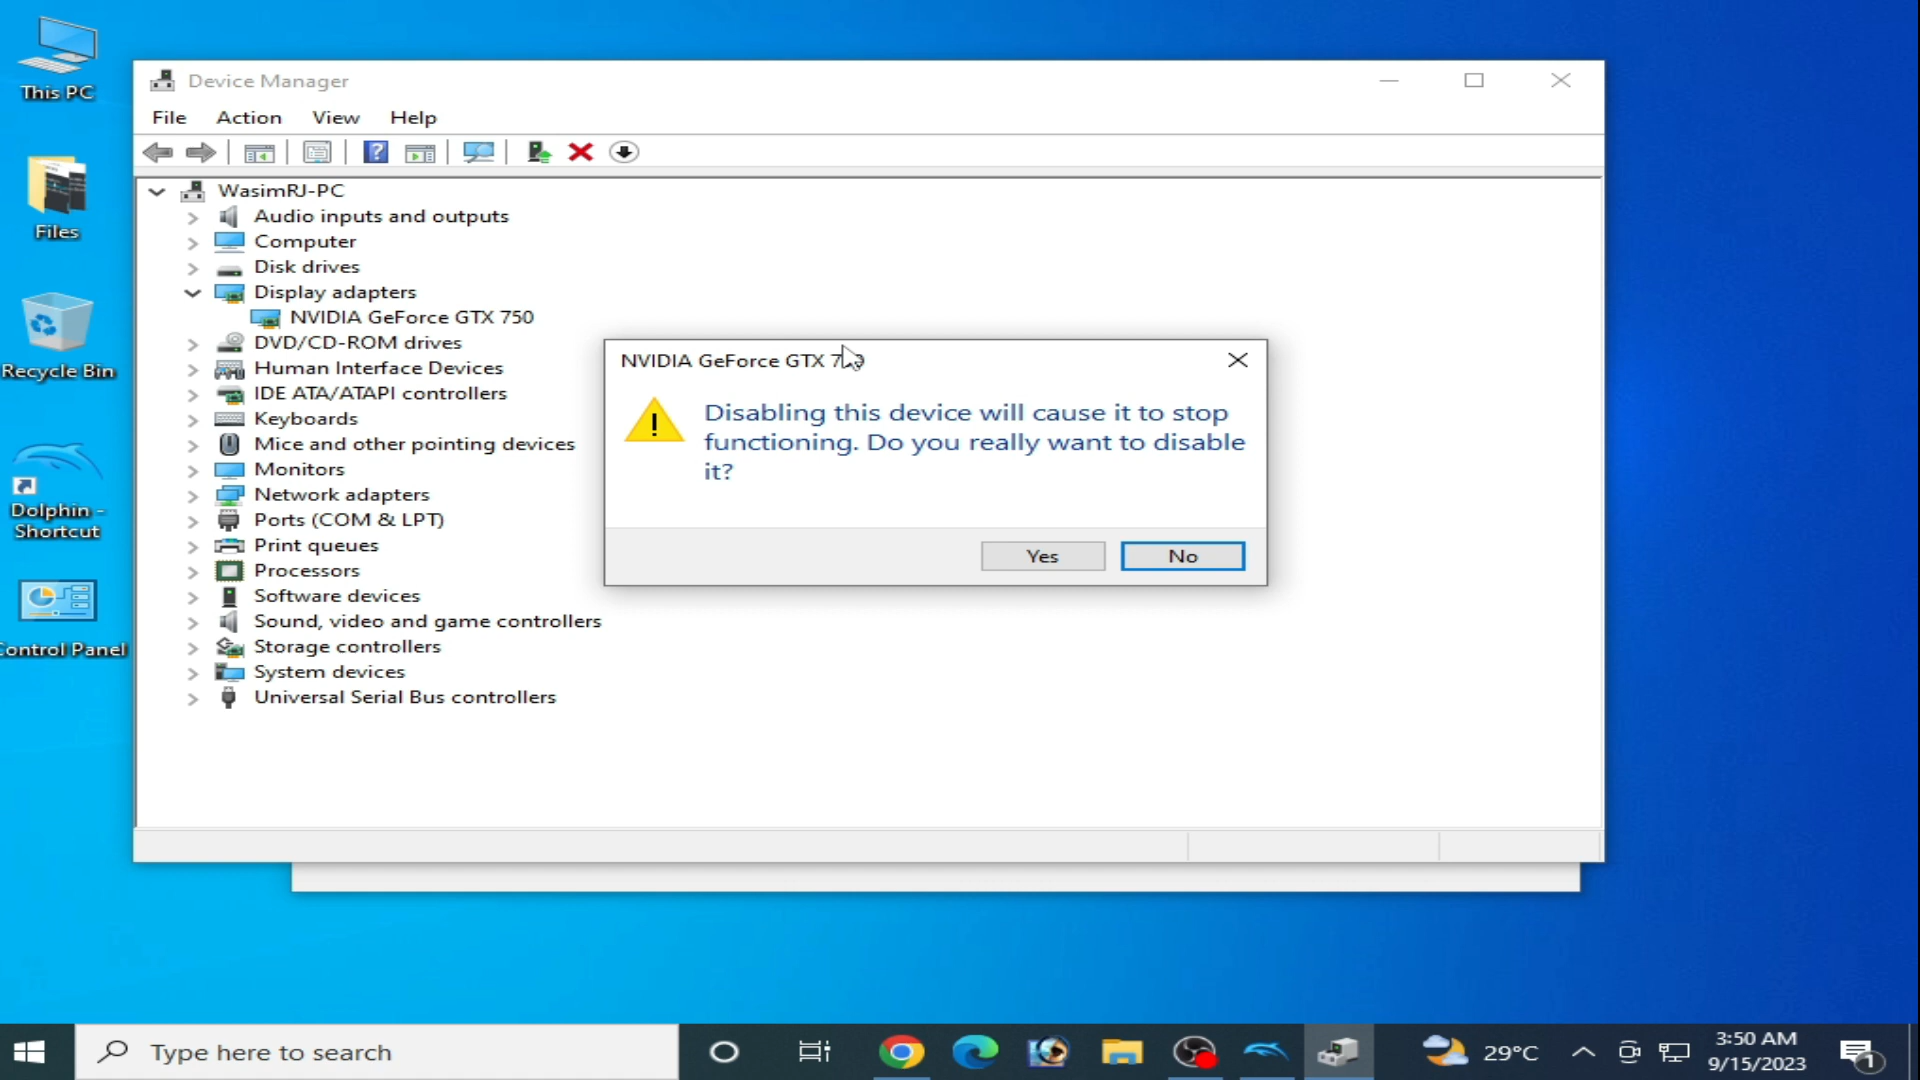 This PC
Files
Recycle Bin
Dolphin -
Shortcut
Control Panel
Device Manager
File Action View Help
WasimRJ-PC
Audio inputs and outputs
Computer
Disk drives
Display adapters
NVIDIA GeForce GTX 750
DVD/CD-ROM drives
Human Interface Devices
IDE ATA/ATAPI controllers
Keyboards
Mice and other pointing devices
Monitors
Network adapters
Ports (COM & LPT)
Print queues
Processors
Software devices
Sound, video and game controllers
Storage controllers
System devices
Universal Serial Bus controllers
NVIDIA GeForce GTX 750
Disabling this device will cause it to stop
functioning. Do you really want to disable
it?
Yes No
Type here to search
29°C
3:50 AM
9/15/2023
1